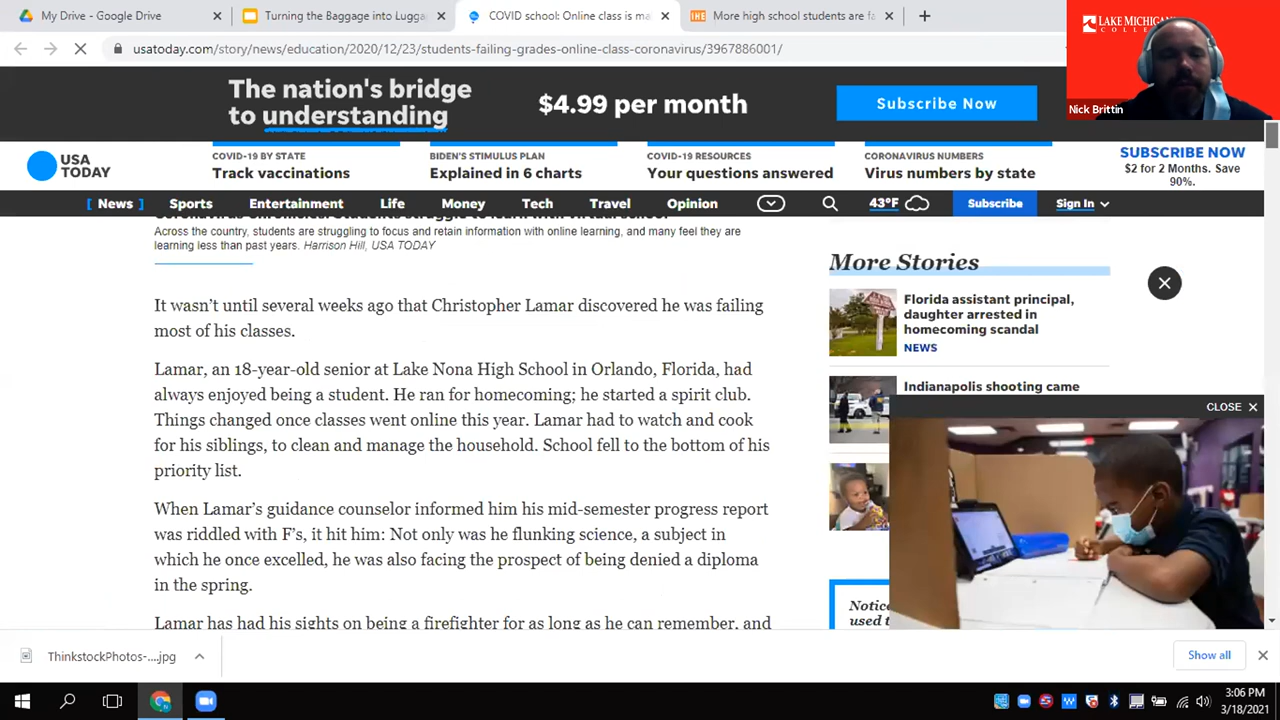 My Drive - Google Drive
Turning the Baggage into Lugga
COVID school: Online class is ma
More high school students are fa
usatoday.com/story/news/education/2020/12/23/students-failing-grades-online-class-coronavirus/3967886001/
LAKE MICHIGAN
Nick Brittin
The nation's bridge
to understanding
$4.99 per month
Subscribe Now
USA
TODAY
COVID-19 BY STATE
Track vaccinations
BIDEN'S STIMULUS PLAN
Explained in 6 charts
COVID-19 RESOURCES
Your questions answered
CORONAVIRUS NUMBERS
Virus numbers by state
SUBSCRIBE NOW
$2 for 2 Months. Save
90%.
[ News ]
Sports
Entertainment
Life
Money
Tech
Travel
Opinion
43°F
Subscribe
Sign In
students struggle to learn with virtual school
Across the country, students are struggling to focus and retain information with online learning, and many feel they are
learning less than past years. Harrison Hill, USA TODAY
It wasn't until several weeks ago that Christopher Lamar discovered he was failing
most of his classes.
Lamar, an 18-year-old senior at Lake Nona High School in Orlando, Florida, had
always enjoyed being a student. He ran for homecoming; he started a spirit club.
Things changed once classes went online this year. Lamar had to watch and cook
for his siblings, to clean and manage the household. School fell to the bottom of his
priority list.
When Lamar's guidance counselor informed him his mid-semester progress report
was riddled with F's, it hit him: Not only was he flunking science, a subject in
which he once excelled, he was also facing the prospect of being denied a diploma
in the spring.
Lamar has had his sights on being a firefighter for as long as he can remember, and
More Stories
Florida assistant principal,
daughter arrested in
homecoming scandal
NEWS
Indianapolis shooting came
CLOSE
Notice
used t
ThinkstockPhotos-....jpg
Show all
3:06 PM
3/18/2021